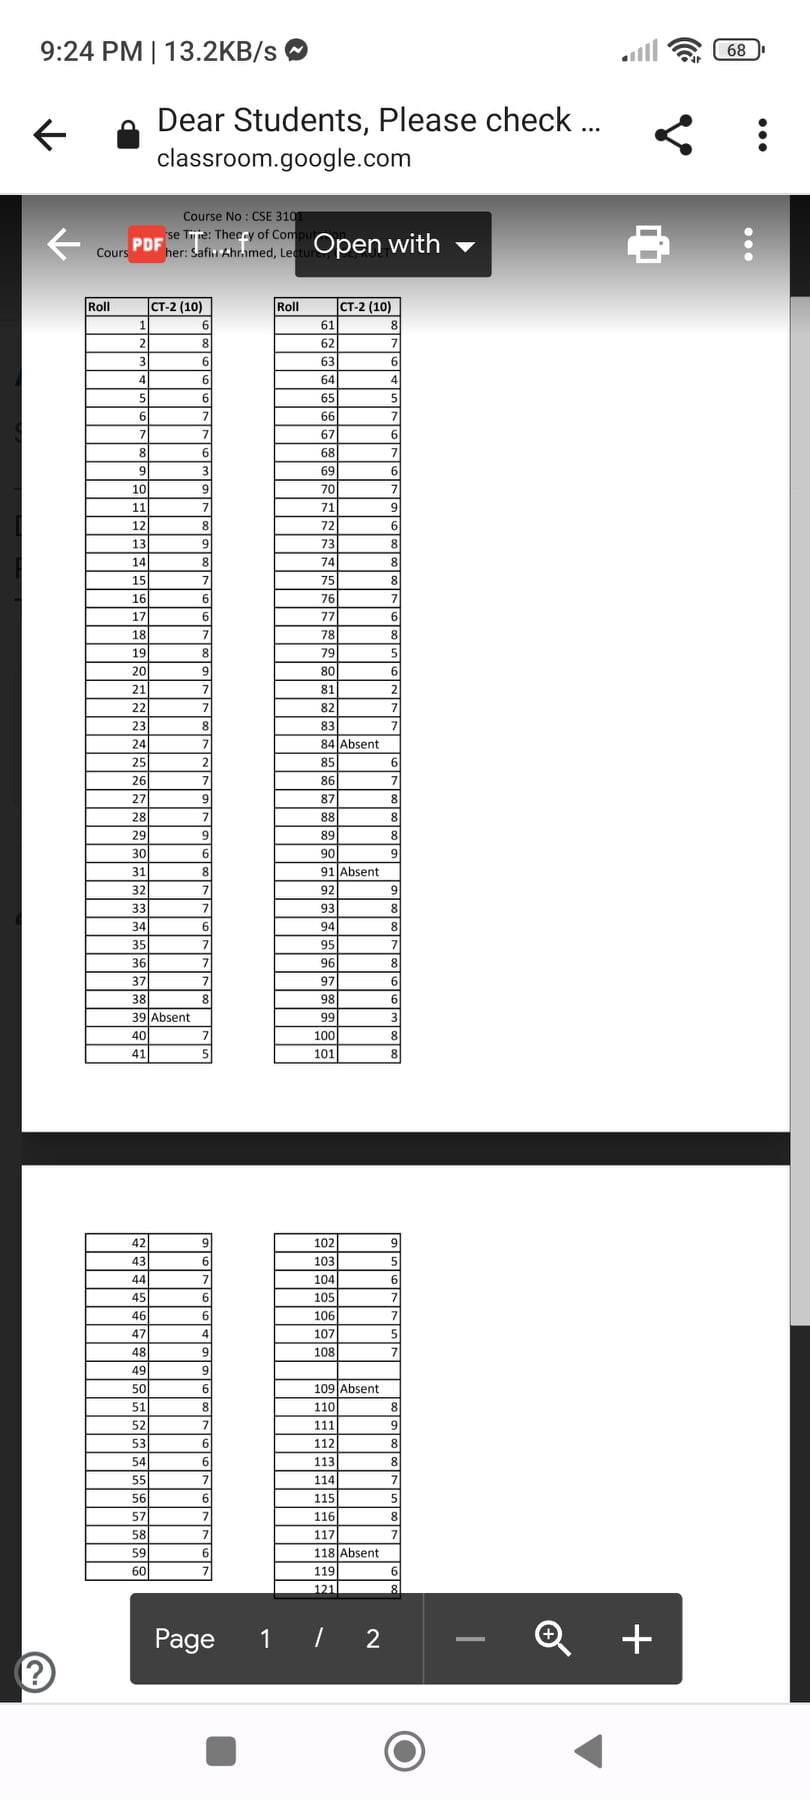 9:24 PM | 13.2KB/s
68
Dear Students, Please check ...
classroom.google.com
Course No : CSE 3101
PDF
T...f
Open with
Roll CT-2 (10) Roll CT-2 (10)
1 6 61 8
2 8 62 7
3 6 63 6
4 6 64 4
5 6 65 5
6 7 66 7
7 7 67 6
8 6 68 7
9 3 69 6
10 9 70 7
11 7 71 9
12 8 72 6
13 9 73 8
14 8 74 8
15 7 75 8
16 6 76 7
17 6 77 6
18 7 78 8
19 8 79 5
20 9 80 6
21 7 81 2
22 7 82 7
23 8 83 7
24 7 84 Absent
25 2 85 6
26 7 86 7
27 9 87 8
28 7 88 8
29 9 89 8
30 6 90 9
31 8 91 Absent
32 7 92 9
33 7 93 8
34 6 94 8
35 7 95 7
36 7 96 8
37 7 97 6
38 8 98 6
39 Absent 99 3
40 7 100 8
41 5 101 8
42 9 102 9
43 6 103 5
44 7 104 6
45 6 105 7
46 6 106 7
47 4 107 5
48 9 108 7
49 9
50 6 109 Absent
51 8 110 8
52 7 111 9
53 6 112 8
54 6 113 8
55 7 114 7
56 6 115 5
57 7 116 8
58 7 117 7
59 6 118 Absent
60 7 119 6
121 8
Page 1 / 2